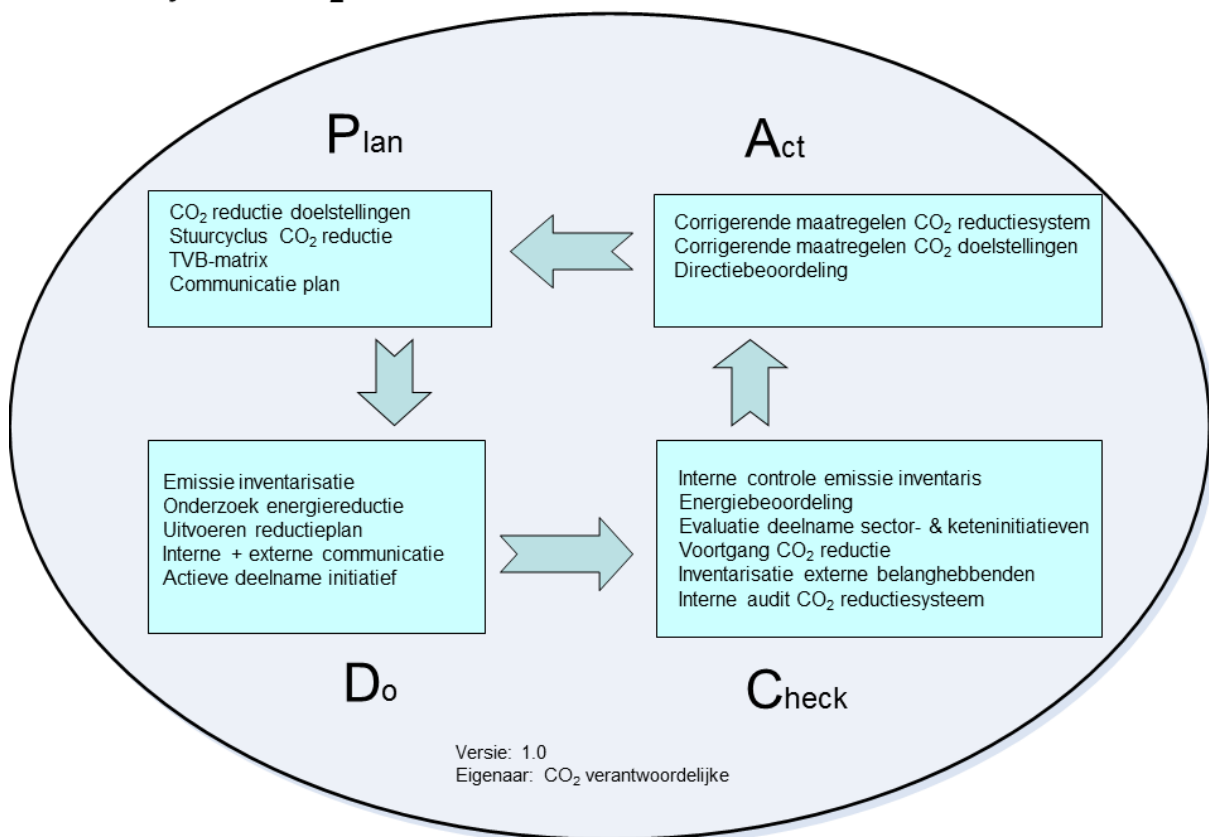 Plan
CO₂ reductie doelstellingen
Stuurcyclus CO₂ reductie
TVB-matrix
Communicatie plan
Act
Corrigerende maatregelen CO₂ reductiesystem
Corrigerende maatregelen CO₂ doelstellingen
Directiebeoordeling
Emissie inventarisatie
Onderzoek energiereductie
Uitvoeren reductieplan
Interne + externe communicatie
Actieve deelname initiatief
Do
Interne controle emissie inventaris
Energiebeoordeling
Evaluatie deelname sector- & keteninitiatieven
Voortgang CO₂ reductie
Inventarisatie externe belanghebbenden
Interne audit CO₂ reductiesysteem
Check
Versie: 1.0
Eigenaar: CO₂ verantwoordelijke